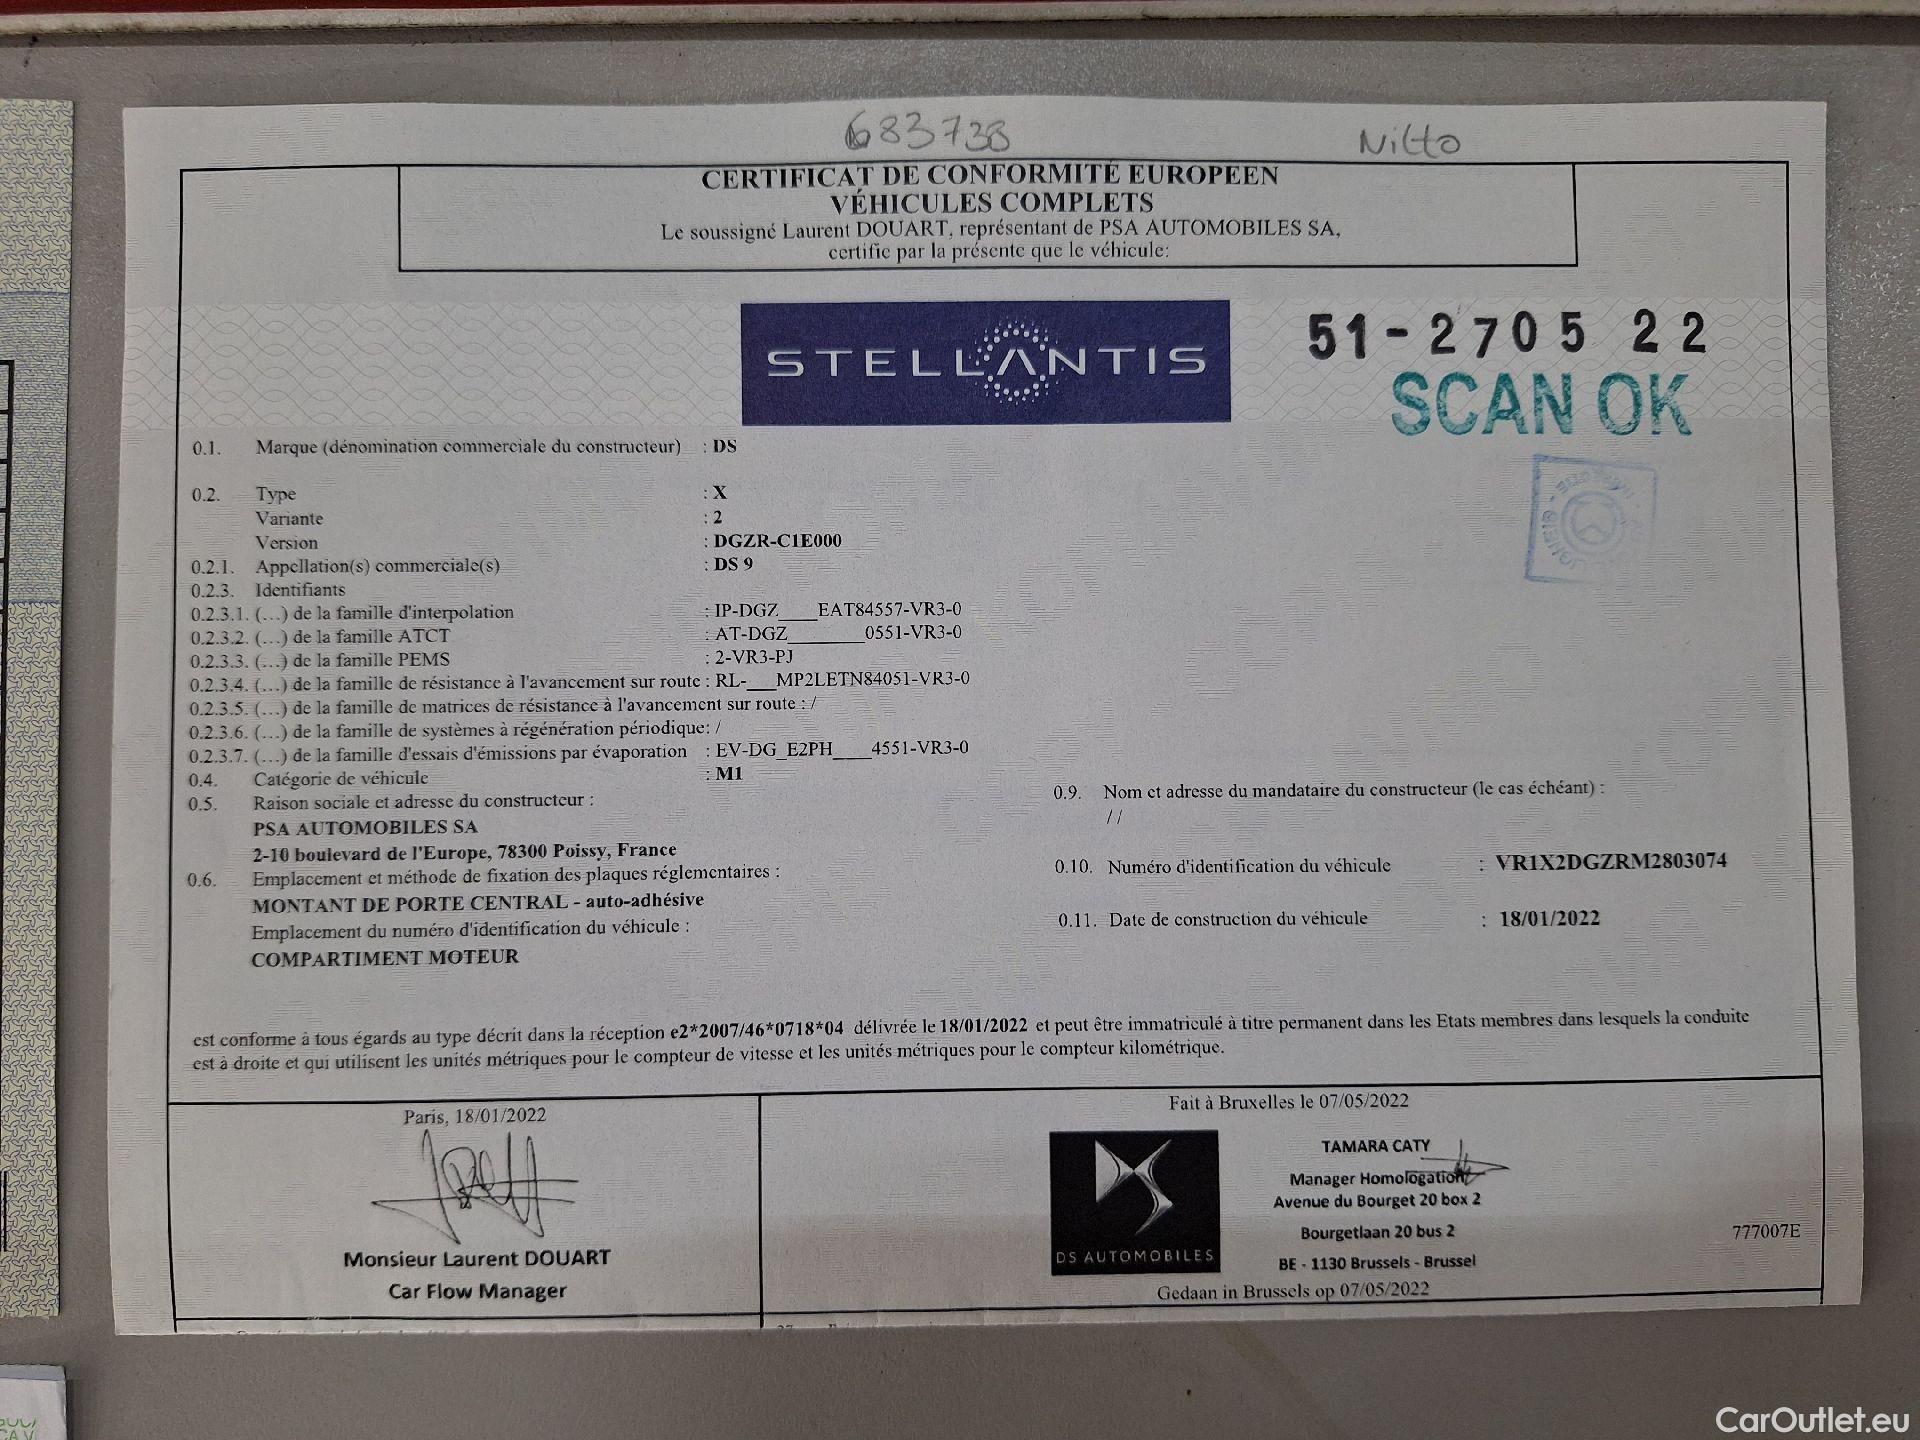 683738
Nitto
CERTIFICAT DE CONFORMITÉ EUROPEEN
VÉHICULES COMPLETS
Le soussigné Laurent DOUART, représentant de PSA AUTOMOBILES SA,
certifie par la présente que le véhicule:
STELLANTIS
51-2705 22
SCAN OK
0.1. Marque (dénomination commerciale du constructeur) : DS
0.2. Type : X
Variante : 2
Version : DGZR-C1E000
0.2.1. Appellation(s) commerciale(s) : DS 9
0.2.3. Identifiants
0.2.3.1. (…) de la famille d'interpolation : IP-DGZ____EAT84557-VR3-0
0.2.3.2. (…) de la famille ATCT : AT-DGZ________0551-VR3-0
0.2.3.3. (…) de la famille PEMS : 2-VR3-PJ
0.2.3.4. (…) de la famille de résistance à l'avancement sur route : RL-___MP2LETN84051-VR3-0
0.2.3.5. (…) de la famille de matrices de résistance à l'avancement sur route : /
0.2.3.6. (…) de la famille de systèmes à régénération périodique: /
0.2.3.7. (…) de la famille d'essais d'émissions par évaporation : EV-DG_E2PH____4551-VR3-0
0.4. Catégorie de véhicule : M1
0.5. Raison sociale et adresse du constructeur :
PSA AUTOMOBILES SA
2-10 boulevard de l'Europe, 78300 Poissy, France
0.6. Emplacement et méthode de fixation des plaques réglementaires :
MONTANT DE PORTE CENTRAL - auto-adhésive
Emplacement du numéro d'identification du véhicule :
COMPARTIMENT MOTEUR
0.9. Nom et adresse du mandataire du constructeur (le cas échéant) :
/ /
0.10. Numéro d'identification du véhicule : VR1X2DGZRM2803074
0.11. Date de construction du véhicule : 18/01/2022
est conforme à tous égards au type décrit dans la réception e2*2007/46*0718*04 délivrée le 18/01/2022 et peut être immatriculé à titre permanent dans les Etats membres dans lesquels la conduite
est à droite et qui utilisent les unités métriques pour le compteur de vitesse et les unités métriques pour le compteur kilométrique.
Paris, 18/01/2022
Monsieur Laurent DOUART
Car Flow Manager
Fait à Bruxelles le 07/05/2022
DS AUTOMOBILES
TAMARA CATY
Manager Homologation
Avenue du Bourget 20 box 2
Bourgetlaan 20 bus 2
BE - 1130 Brussels - Brussel
Gedaan in Brussels op 07/05/2022
777007E
CarOutlet.eu